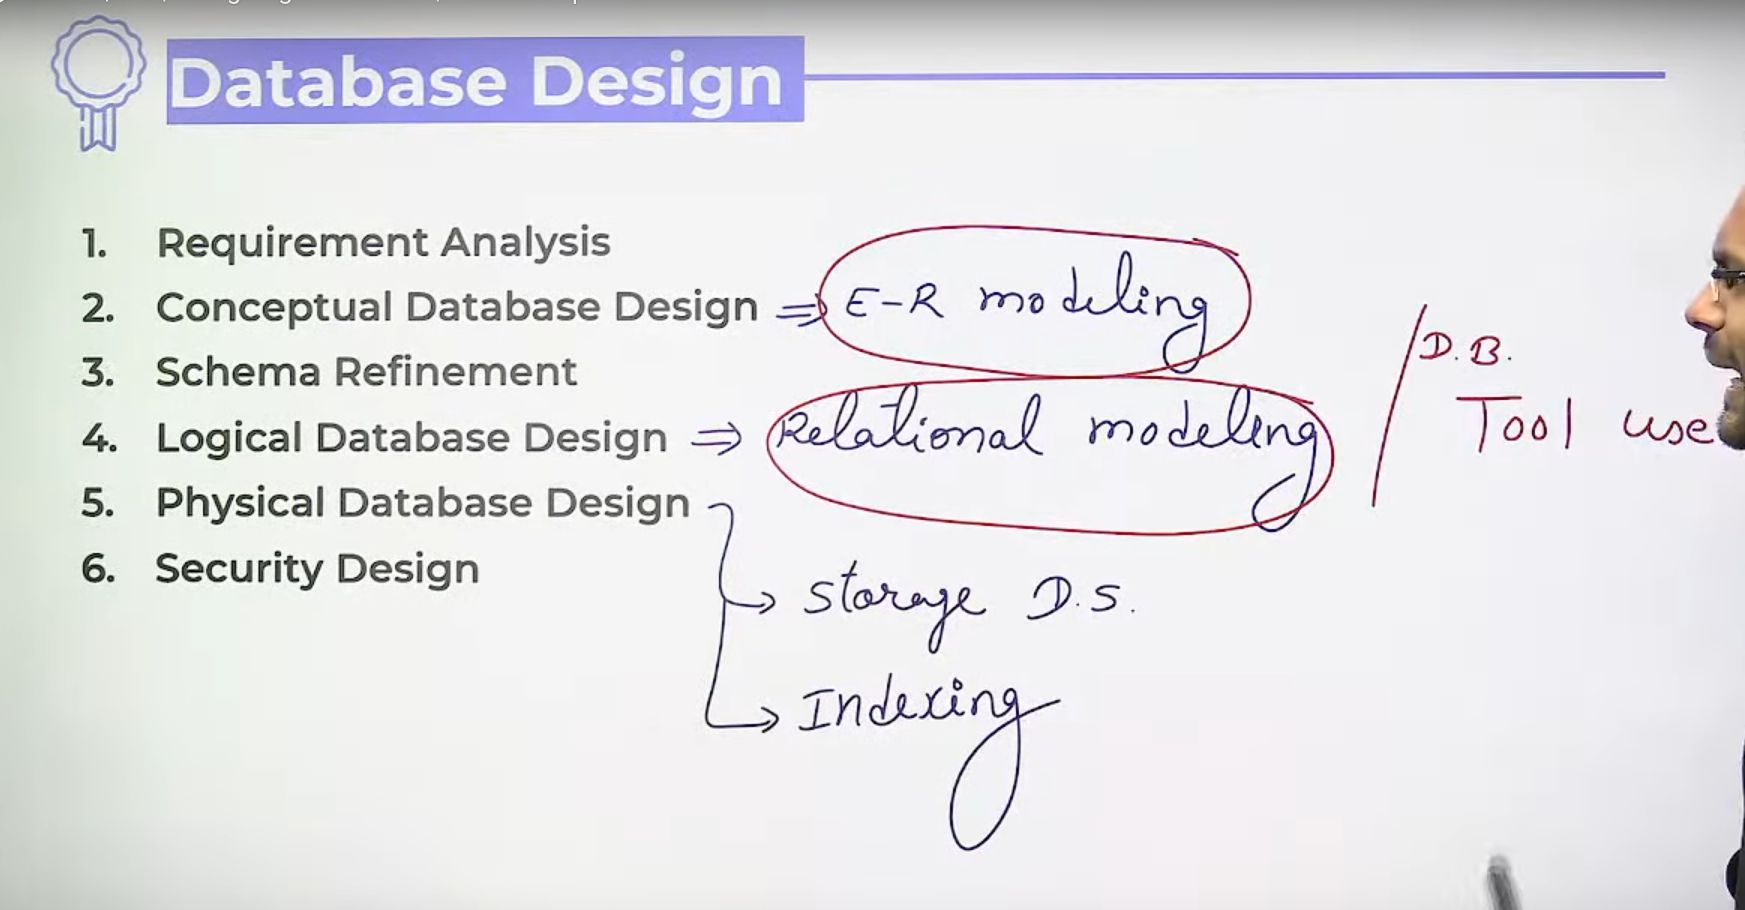 Database Design
1. Requirement Analysis
2. Conceptual Database Design ⇒ E-R modeling
3. Schema Refinement
4. Logical Database Design ⇒ Relational modeling
5. Physical Database Design
6. Security Design
→ Storage D.S.
→ Indexing
D.B.
Tool use